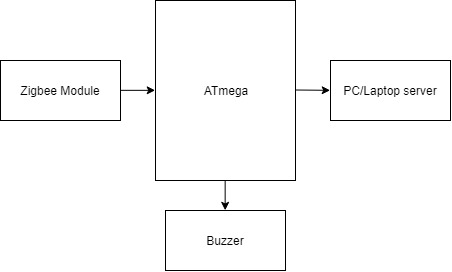 Zigbee Module
ATmega
PC/Laptop server
Buzzer